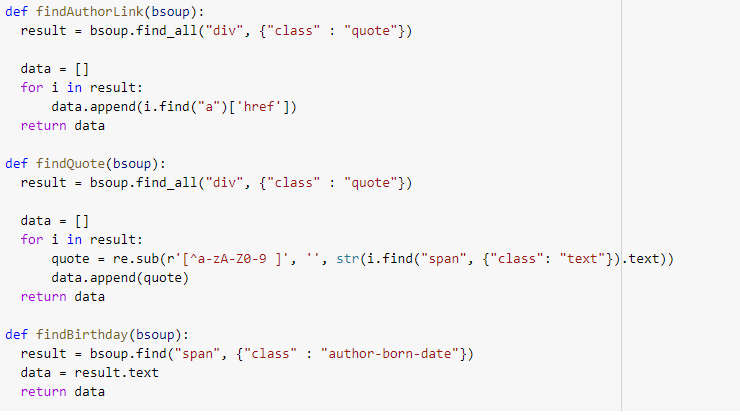 def findAuthorLink(bsoup):
  result = bsoup.find_all("div", {"class" : "quote"})

  data = []
  for i in result:
      data.append(i.find("a")['href'])
  return data

def findQuote(bsoup):
  result = bsoup.find_all("div", {"class" : "quote"})

  data = []
  for i in result:
      quote = re.sub(r'[^a-zA-Z0-9 ]', '', str(i.find("span", {"class": "text"}).text))
      data.append(quote)
  return data

def findBirthday(bsoup):
  result = bsoup.find("span", {"class" : "author-born-date"})
  data = result.text
  return data